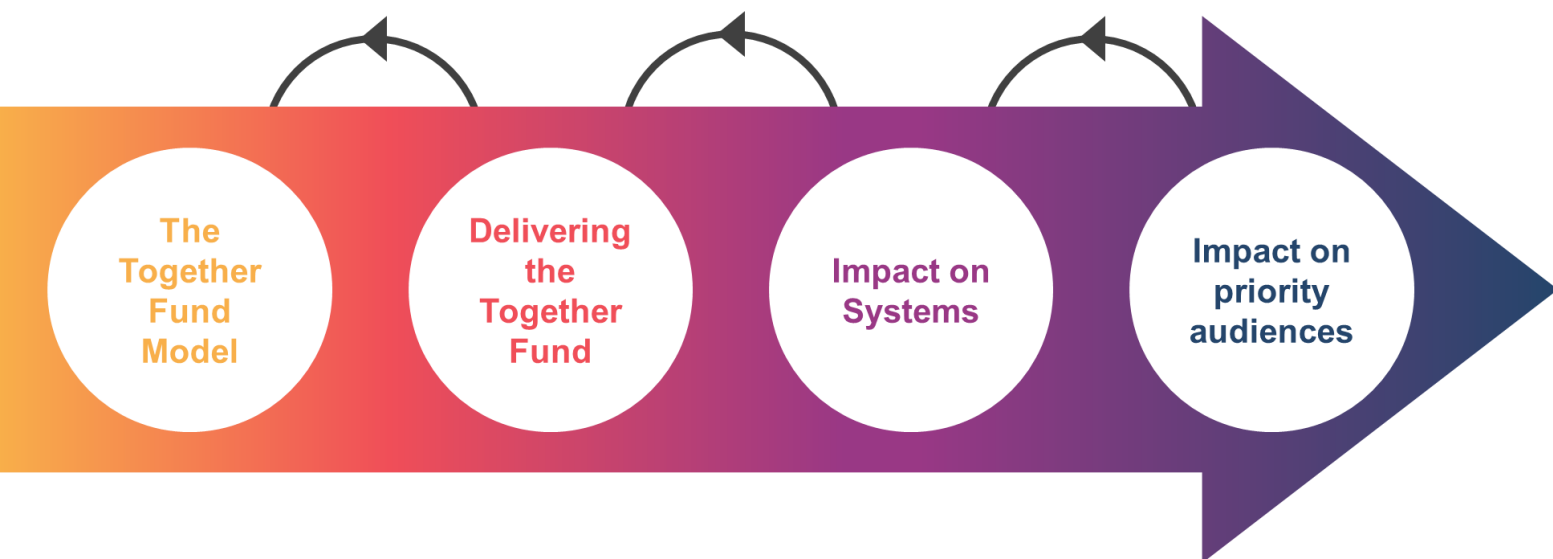 The
Together
Fund
Model
Delivering
the
Together
Fund
Impact on
Systems
Impact on
priority
audiences